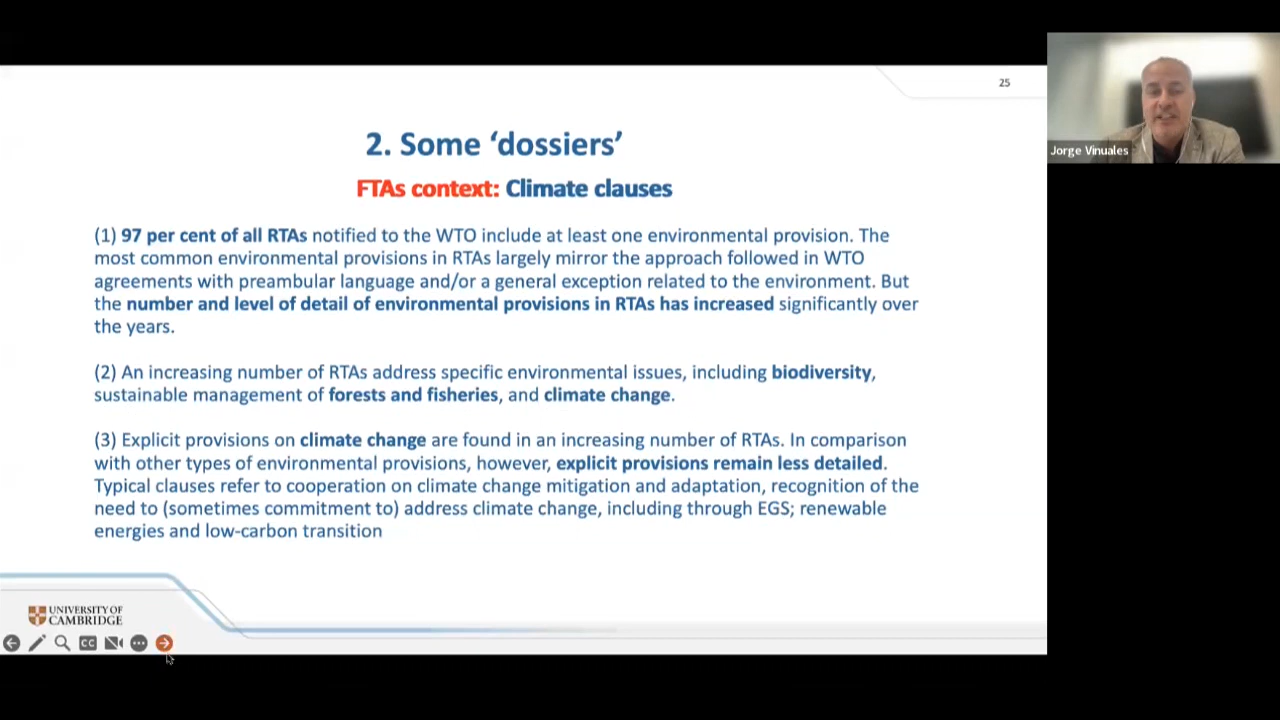 25
2. Some ‘dossiers’
FTAs context: Climate clauses
(1) 97 per cent of all RTAs notified to the WTO include at least one environmental provision. The
most common environmental provisions in RTAs largely mirror the approach followed in WTO
agreements with preambular language and/or a general exception related to the environment. But
the number and level of detail of environmental provisions in RTAs has increased significantly over
the years.
(2) An increasing number of RTAs address specific environmental issues, including biodiversity,
sustainable management of forests and fisheries, and climate change.
(3) Explicit provisions on climate change are found in an increasing number of RTAs. In comparison
with other types of environmental provisions, however, explicit provisions remain less detailed.
Typical clauses refer to cooperation on climate change mitigation and adaptation, recognition of the
need to (sometimes commitment to) address climate change, including through EGS; renewable
energies and low-carbon transition
UNIVERSITY OF
CAMBRIDGE
CC
Jorge Vinuales